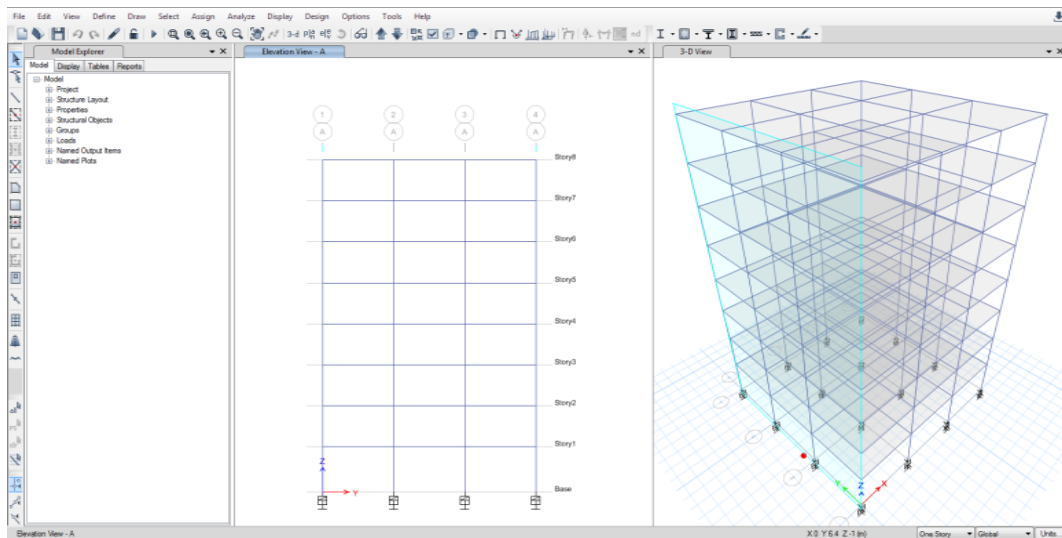 File Edit View Define Draw Select Assign Analyze Display Design Options Tools Help
3-d
nd
Model Explorer
Model Display Tables Reports
Model
Project
Structure Layout
Properties
Structural Objects
Groups
Loads
Named Output Items
Named Plots
Elevation View - A
1 2 3 4
A A A A
Story8
Story7
Story6
Story5
Story4
Story3
Story2
Story1
Z
Base
Y
3-D View
Y Z X
Elevation View - A
X 0 Y 6.4 Z -1 (m)
One Story
Global
Units